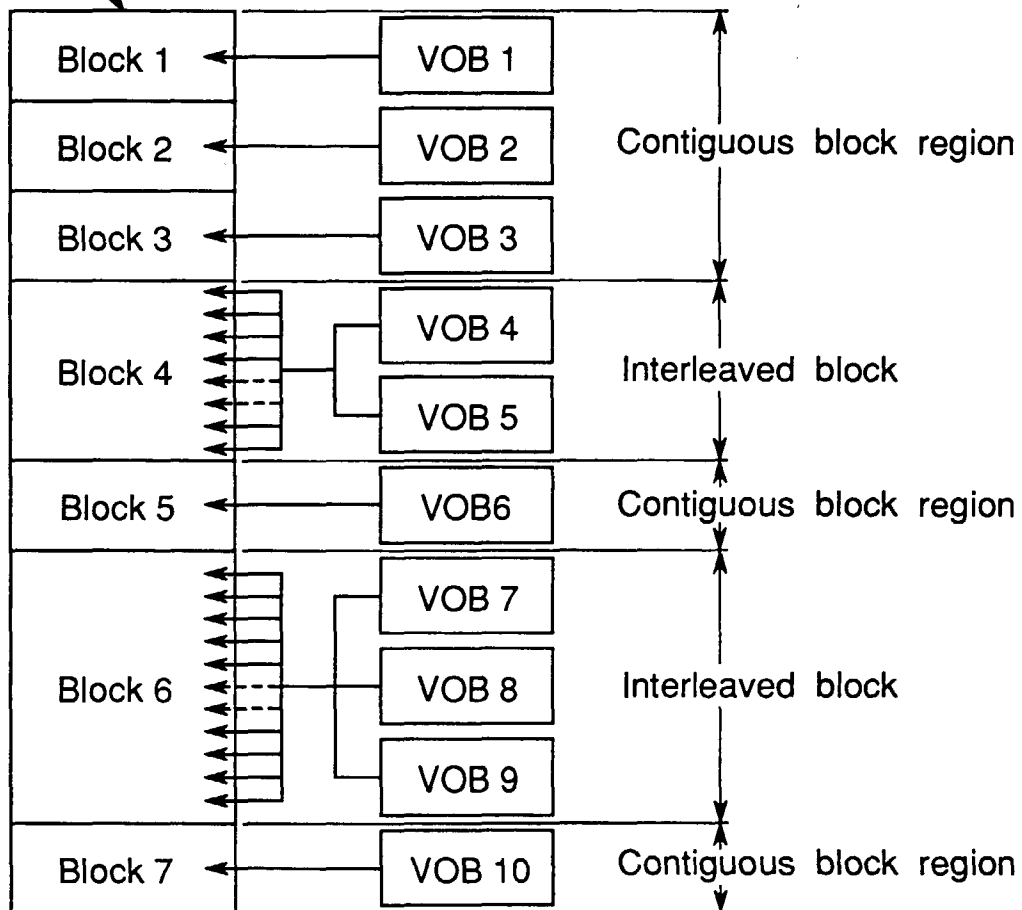 Block 1
VOB 1
Block 2
VOB 2
Contiguous block region
Block 3
VOB 3
VOB 4
Block 4
Interleaved block
VOB 5
Block 5
VOB6
Contiguous block region
VOB 7
Block 6
VOB 8
Interleaved block
VOB 9
Block 7
VOB 10
Contiguous block region